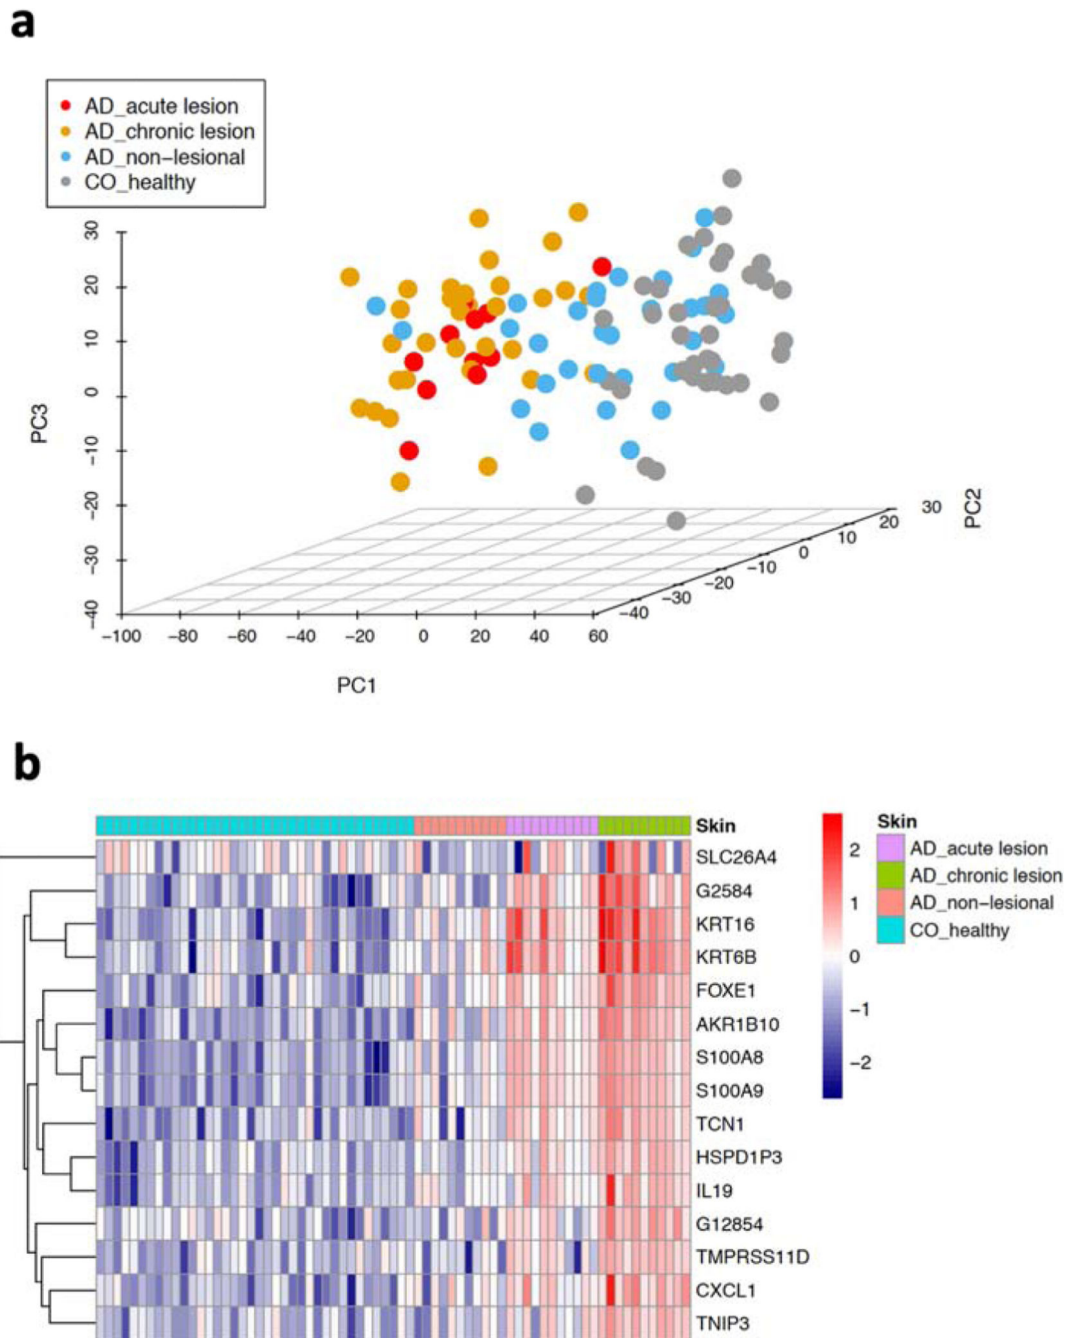 a
AD_acute lesion
AD_chronic lesion
AD_non−lesional
CO_healthy
30
20
10
0
−10
−20
−30
−40
PC3
−100 −80 −60 −40 −20 0 20 40 60
PC1
−40
−30
−20
−10
0
10
20
30
PC2
b
Skin
SLC26A4
G2584
KRT16
KRT6B
FOXE1
AKR1B10
S100A8
S100A9
TCN1
HSPD1P3
IL19
G12854
TMPRSS11D
CXCL1
TNIP3
2
1
0
−1
−2
Skin
AD_acute lesion
AD_chronic lesion
AD_non−lesional
CO_healthy